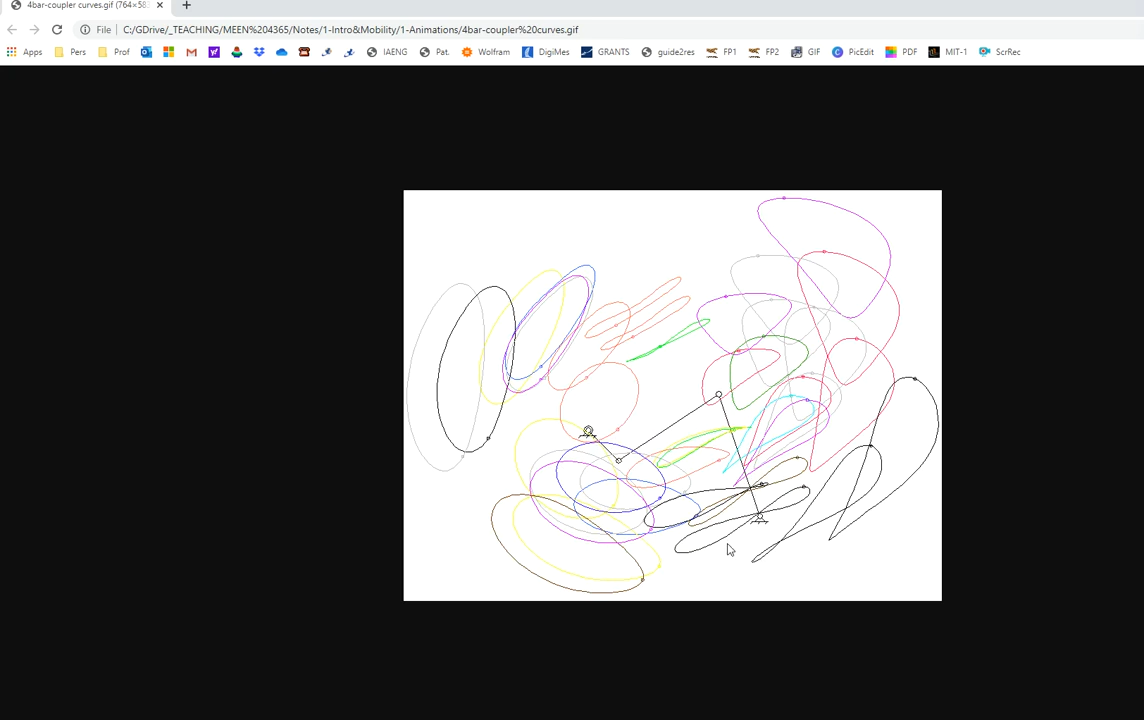 4bar-coupler curves.gif (764×58
File C:/GDrive/_TEACHING/MEEN%204365/Notes/1-Intro&Mobility/1-Animations/4bar-coupler%20curves.gif
Apps Pers Prof IAENG Pat. Wolfram DigiMes GRANTS guide2res FP1 FP2 GIF PicEdit PDF MIT-1 ScrRec